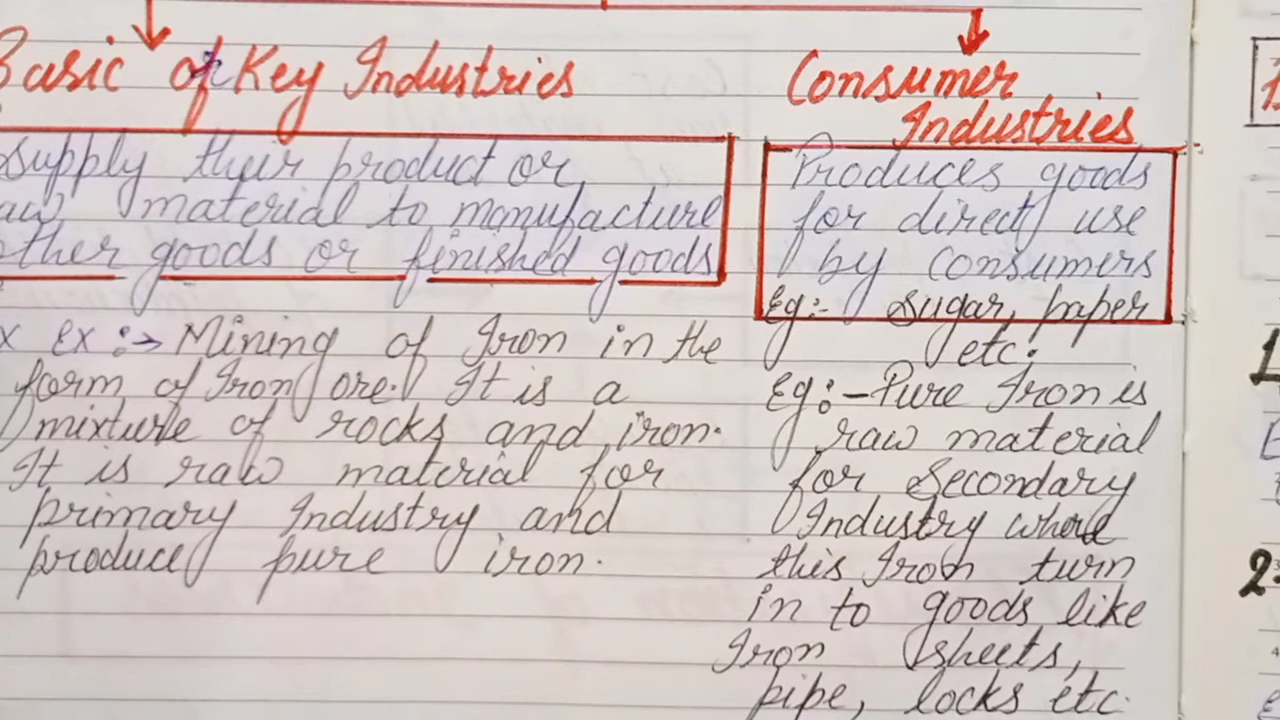 Basic of Key Industries
Supply their product or
raw material to manufacture
other goods or finished goods
ex :→ Mining of Iron in the
form of Iron ore. It is a
mixture of rocks and iron.
It is raw material for
primary Industry and
produce pure iron.
Consumer
Industries
Produces goods
for direct use
by Consumers
Eg:- Sugar, paper
etc.
Eg:- Pure Iron is
raw material
for Secondary
Industry where
this Iron turn
in to goods like
Iron sheets,
pipe, locks etc.
1
2